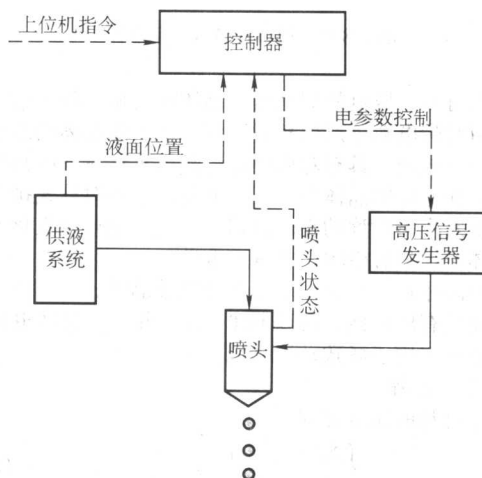 上位机指令
控制器
电参数控制
液面位置
供液
系统
喷头状态
高压信号
发生器
喷头